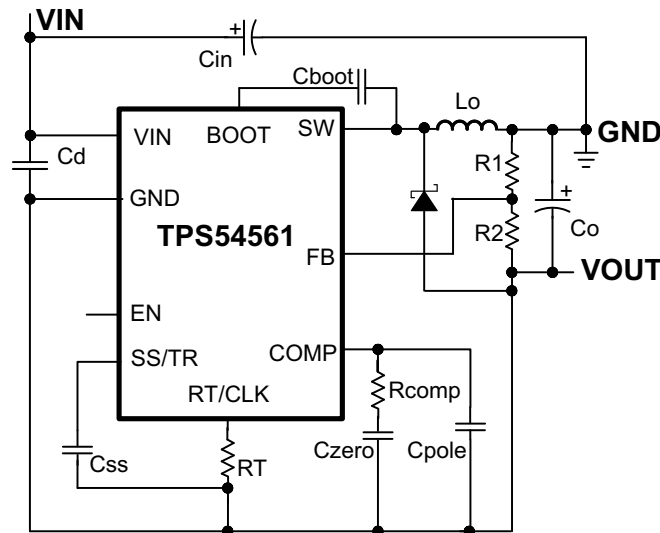 VIN
+
Cin
Cboot
Lo
VIN
BOOT
SW
GND
Cd
R1
GND
+
TPS54561
R2
Co
FB
VOUT
EN
COMP
SS/TR
RT/CLK
Rcomp
Css
RT
Czero
Cpole